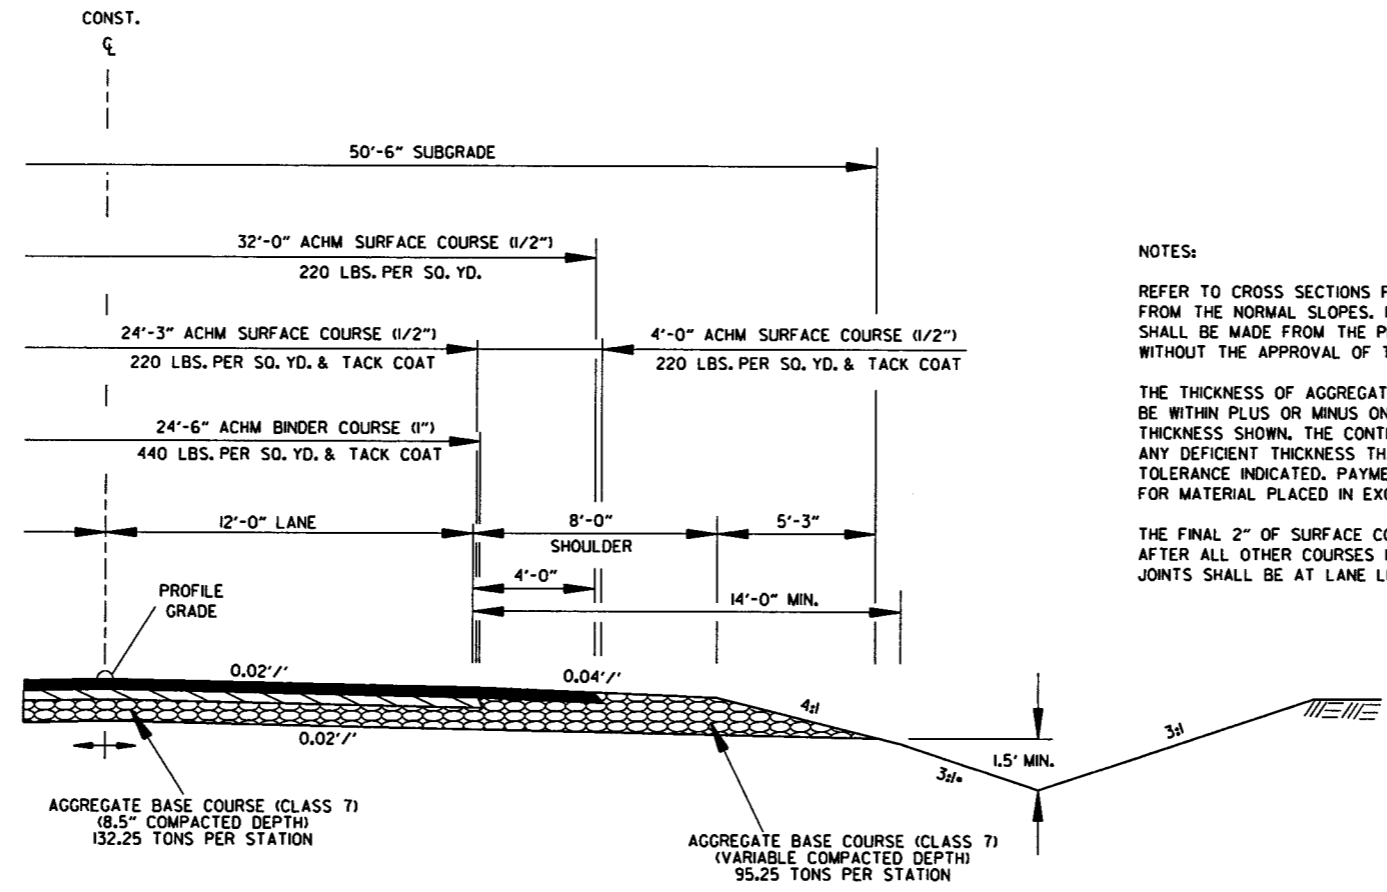 CONST.
℄
50'-6" SUBGRADE
32'-0" ACHM SURFACE COURSE (1/2")
220 LBS. PER SQ. YD.
24'-3" ACHM SURFACE COURSE (1/2")
220 LBS. PER SQ. YD. & TACK COAT
4'-0" ACHM SURFACE COURSE (1/2")
220 LBS. PER SQ. YD. & TACK COAT
24'-6" ACHM BINDER COURSE (1")
440 LBS. PER SQ. YD. & TACK COAT
12'-0" LANE
8'-0"
SHOULDER
5'-3"
4'-0"
14'-0" MIN.
PROFILE
GRADE
0.02'/'
0.04'/'
4:1
0.02'/'
3:1
1.5' MIN.
3:1
AGGREGATE BASE COURSE (CLASS 7)
(8.5" COMPACTED DEPTH)
132.25 TONS PER STATION
AGGREGATE BASE COURSE (CLASS 7)
(VARIABLE COMPACTED DEPTH)
95.25 TONS PER STATION
NOTES:
REFER TO CROSS SECTIONS
FROM THE NORMAL SLOPES.
SHALL BE MADE FROM THE
WITHOUT THE APPROVAL OF
THE THICKNESS OF
BE WITHIN PLUS OR MINUS
THICKNESS SHOWN. THE
ANY DEFICIENT THICKNESS
TOLERANCE INDICATED.
FOR MATERIAL PLACED IN
THE FINAL 2" OF SURFACE
AFTER ALL OTHER COURSES
JOINTS SHALL BE AT LANE